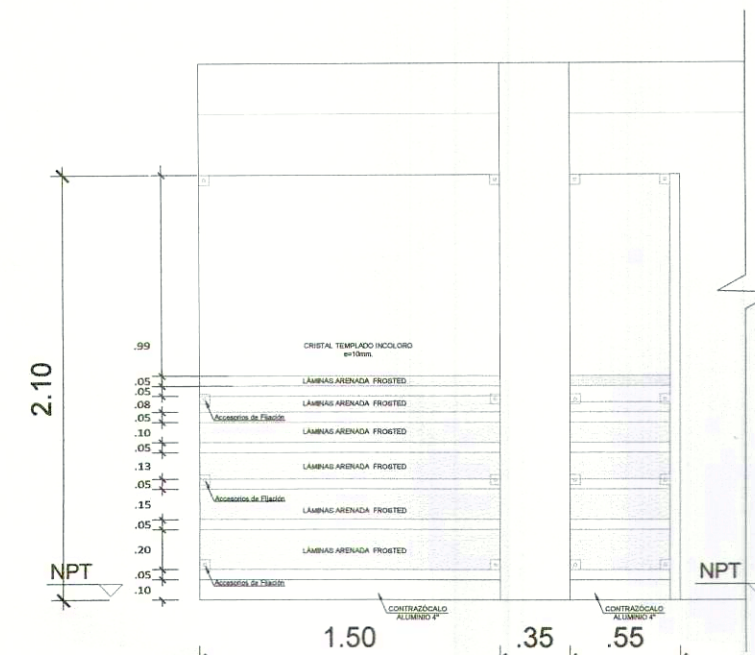 .99
CRISTAL TEMPLADO INCOLORO
e=10mm.
2.10
.05
LÁMINAS ARENADA FROSTED
.05
.08
LÁMINAS ARENADA FROSTED
.05
Accesorios de Fijación
.10
LÁMINAS ARENADA FROSTED
.05
.13
LÁMINAS ARENADA FROSTED
.05
Accesorios de Fijación
.15
LÁMINAS ARENADA FROSTED
.05
.20
LÁMINAS ARENADA FROSTED
NPT
NPT
.05
Accesorios de Fijación
.10
CONTRAZÓCALO
ALUMINIO 4"
CONTRAZÓCALO
ALUMINIO 4"
1.50
.35
.55